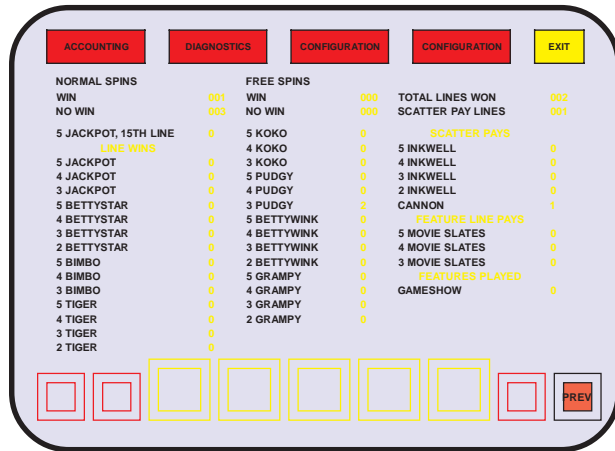 ACCOUNTING DIAGNOSTICS CONFIGURATION CONFIGURATION EXIT
NORMAL SPINS FREE SPINS
WIN 001 WIN 000 TOTAL LINES WON 002
NO WIN 003 NO WIN 000 SCATTER PAY LINES 001
5 JACKPOT, 15TH LINE 0 5 KOKO 0 SCATTER PAYS
LINE WINS 4 KOKO 0 5 INKWELL 0
5 JACKPOT 0 3 KOKO 0 4 INKWELL 0
4 JACKPOT 0 5 PUDGY 0 3 INKWELL 0
3 JACKPOT 0 4 PUDGY 0 2 INKWELL 0
5 BETTYSTAR 0 3 PUDGY 2 CANNON 1
4 BETTYSTAR 0 5 BETTYWINK 0 FEATURE LINE PAYS
3 BETTYSTAR 0 4 BETTYWINK 0 5 MOVIE SLATES 0
2 BETTYSTAR 0 3 BETTYWINK 0 4 MOVIE SLATES 0
5 BIMBO 0 2 BETTYWINK 0 3 MOVIE SLATES 0
4 BIMBO 0 5 GRAMPY 0 FEATURES PLAYED
3 BIMBO 0 4 GRAMPY 0 GAMESHOW 0
5 TIGER 0 3 GRAMPY 0
4 TIGER 0 2 GRAMPY 0
3 TIGER 0
2 TIGER 0
PREV